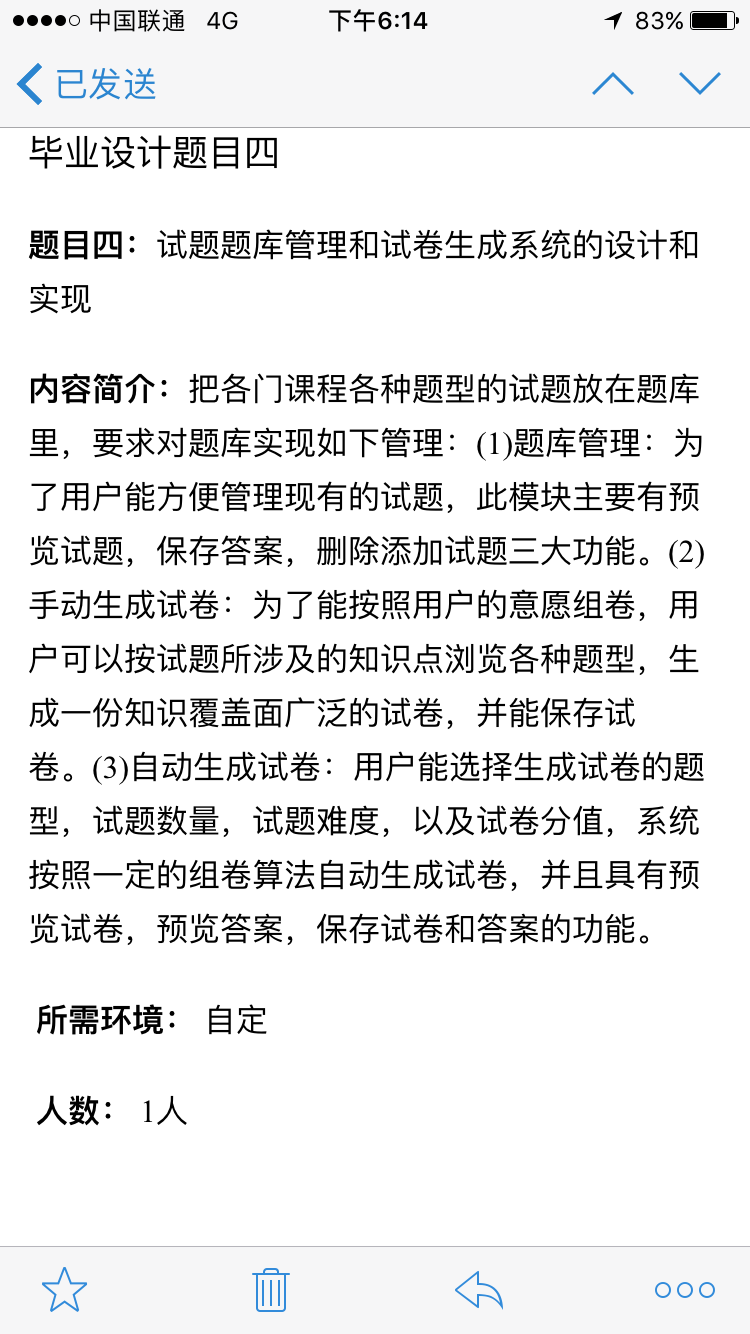 中国联通 4G 下午6:14 83%
已发送
毕业设计题目四
题目四：试题题库管理和试卷生成系统的设计和
实现
内容简介：把各门课程各种题型的试题放在题库
里，要求对题库实现如下管理：(1)题库管理：为
了用户能方便管理现有的试题，此模块主要有预
览试题，保存答案，删除添加试题三大功能。(2)
手动生成试卷：为了能按照用户的意愿组卷，用
户可以按试题所涉及的知识点浏览各种题型，生
成一份知识覆盖面广泛的试卷，并能保存试
卷。(3)自动生成试卷：用户能选择生成试卷的题
型，试题数量，试题难度，以及试卷分值，系统
按照一定的组卷算法自动生成试卷，并且具有预
览试卷，预览答案，保存试卷和答案的功能。
所需环境： 自定
人数： 1人